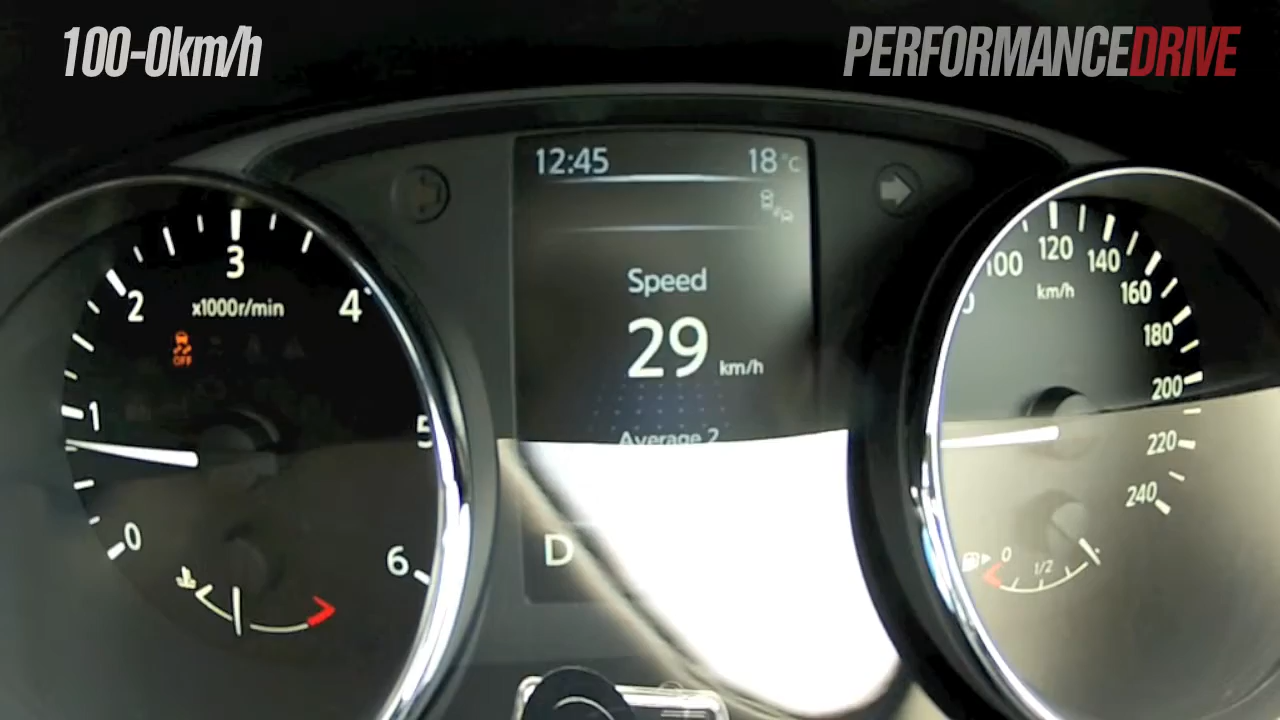 100-0km/h
PERFORMANCEDRIVE
12:45 18°C
Speed
29 km/h
Average 2
D
0
1
2
3
4
5
6
x1000r/min
OFF
100
120
140
160
180
200
220
240
km/h
0
1/2